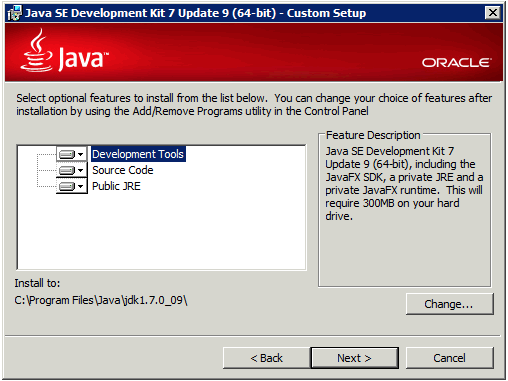 Java SE Development Kit 7 Update 9 (64-bit) - Custom Setup
Java™
ORACLE®
Select optional features to install from the list below. You can change your choice of features after
installation by using the Add/Remove Programs utility in the Control Panel
Development Tools
Source Code
Public JRE
Feature Description
Java SE Development Kit 7
Update 9 (64-bit), including the
JavaFX SDK, a private JRE and a
private JavaFX runtime. This will
require 300MB on your hard
drive.
Install to:
C:\Program Files\Java\jdk1.7.0_09\
Change...
< Back
Next >
Cancel